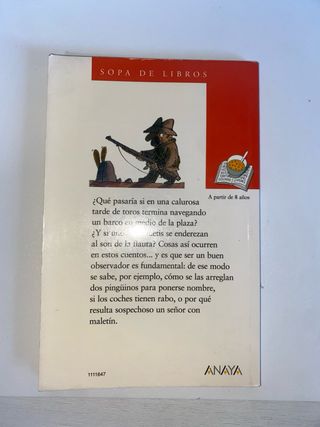 SOPA DE LIBROS
A partir de 8 años
¿Qué pasaría si en una calurosa
tarde de toros termina navegando
un barco en medio de la plaza?
¿Y si unos espaguetis se enderezan
al son de la flauta? Cosas así ocurren
en estos cuentos... y es que ser un buen
observador es fundamental: de ese modo
se sabe, por ejemplo, cómo se las arreglan
dos pingüinos para ponerse nombre,
si los coches tienen rabo, o por qué
resulta sospechoso un señor con
maletín.
1111647
ANAYA